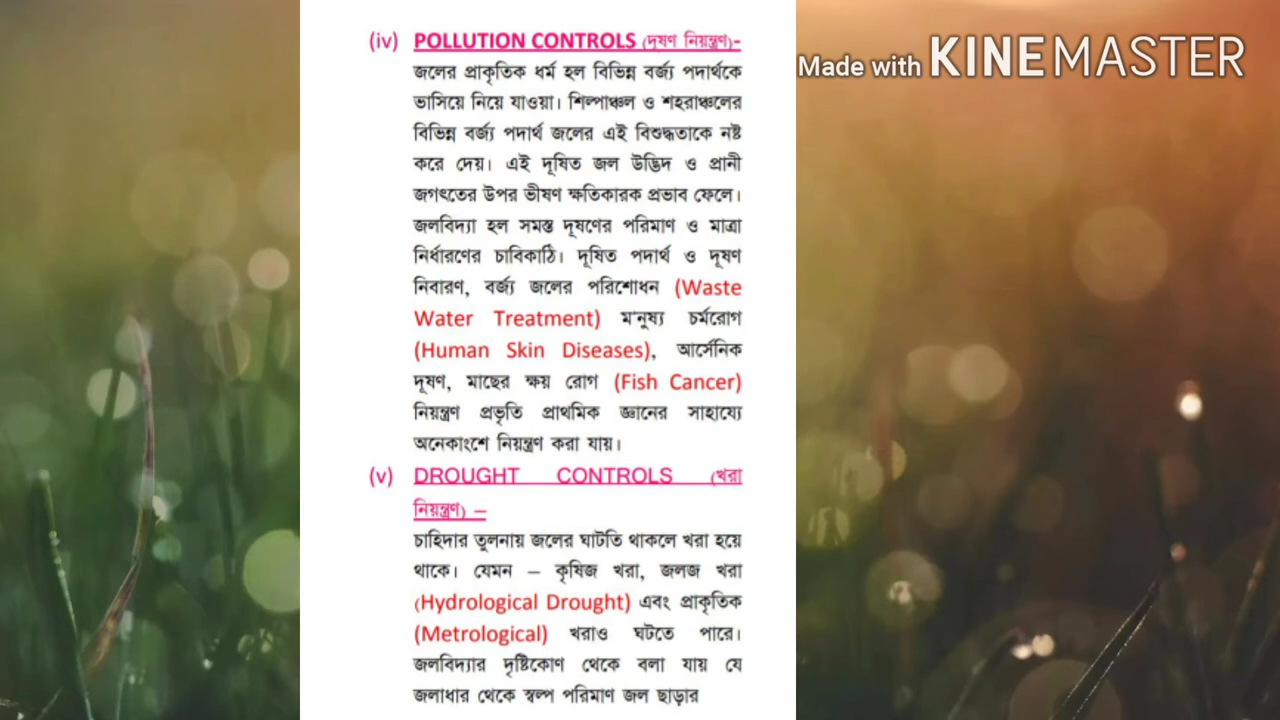 (iv) POLLUTION CONTROLS (দূষণ নিয়ন্ত্রণ)-
জলের প্রাকৃতিক ধর্ম হল বিভিন্ন বর্জ্য পদার্থকে
ভাসিয়ে নিয়ে যাওয়া। শিল্পাঞ্চল ও শহরাঞ্চলের
বিভিন্ন বর্জ্য পদার্থ জলের এই বিশুদ্ধতাকে নষ্ট
করে দেয়। এই দূষিত জল উদ্ভিদ ও প্রানী
জগৎতের উপর ভীষণ ক্ষতিকারক প্রভাব ফেলে।
জলবিদ্যা হল সমস্ত দূষণের পরিমাণ ও মাত্রা
নির্ধারণের চাবিকাঠি। দূষিত পদার্থ ও দূষণ
নিবারণ, বর্জ্য জলের পরিশোধন (Waste
Water Treatment) ম'নুষ্য চর্মরোগ
(Human Skin Diseases), আর্সেনিক
দূষণ, মাছের ক্ষয় রোগ (Fish Cancer)
নিয়ন্ত্রণ প্রভৃতি প্রাথমিক জ্ঞানের সাহায্যে
অনেকাংশে নিয়ন্ত্রণ করা যায়।
(v) DROUGHT CONTROLS (খরা
নিয়ন্ত্রণ) –
চাহিদার তুলনায় জলের ঘাটতি থাকলে খরা হয়ে
থাকে। যেমন – কৃষিজ খরা, জলজ খরা
(Hydrological Drought) এবং প্রাকৃতিক
(Metrological) খরাও ঘটতে পারে।
জলবিদ্যার দৃষ্টিকোণ থেকে বলা যায় যে
জলাধার থেকে স্বল্প পরিমাণ জল ছাড়ার
Made with KINEMASTER